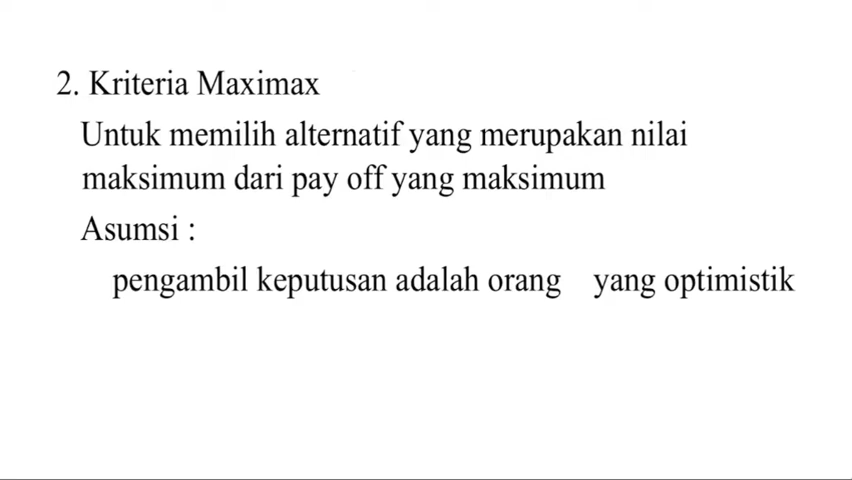 2. Kriteria Maximax
Untuk memilih alternatif yang merupakan nilai
maksimum dari pay off yang maksimum
Asumsi :
pengambil keputusan adalah orang yang optimistik